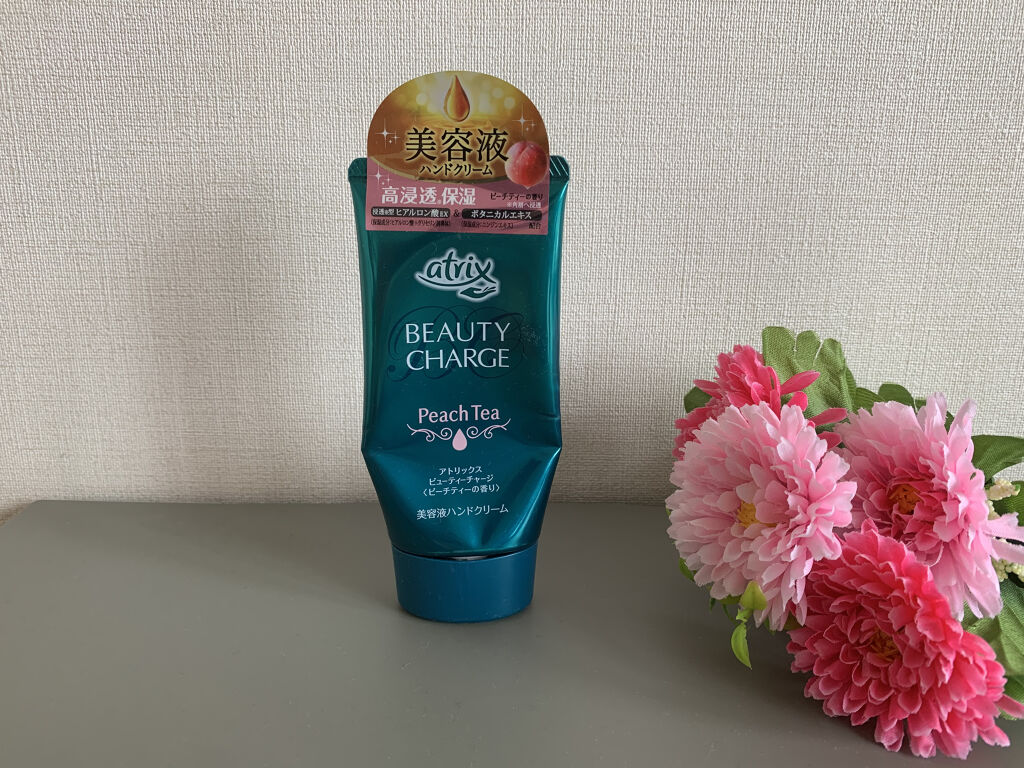 美容液
ハンドクリーム
高浸透※保湿
ピーチティーの香り
※角層へ浸透
浸透※型 ヒアルロン酸EX & ボタニカルエキス
配合
atrix
BEAUTY
CHARGE
Peach Tea
アトリックス
ビューティーチャージ
〈ピーチティーの香り〉
美容液ハンドクリーム